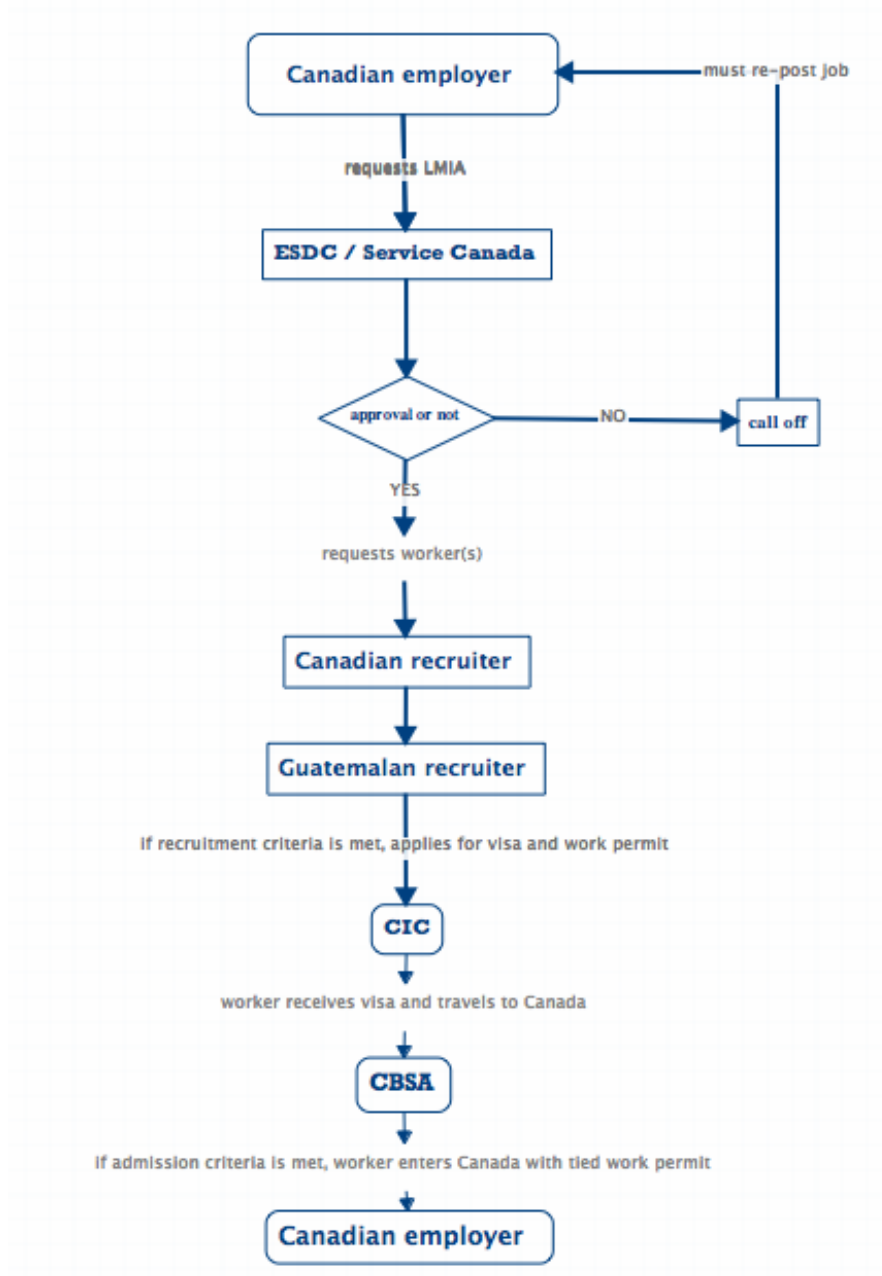 Canadian employer
must re-post job
requests LMIA
ESDC / Service Canada
approval or not
NO
call off
YES
requests worker(s)
Canadian recruiter
Guatemalan recruiter
if recruitment criteria is met, applies for visa and work permit
CIC
worker receives visa and travels to Canada
CBSA
if admission criteria is met, worker enters Canada with tied work permit
Canadian employer